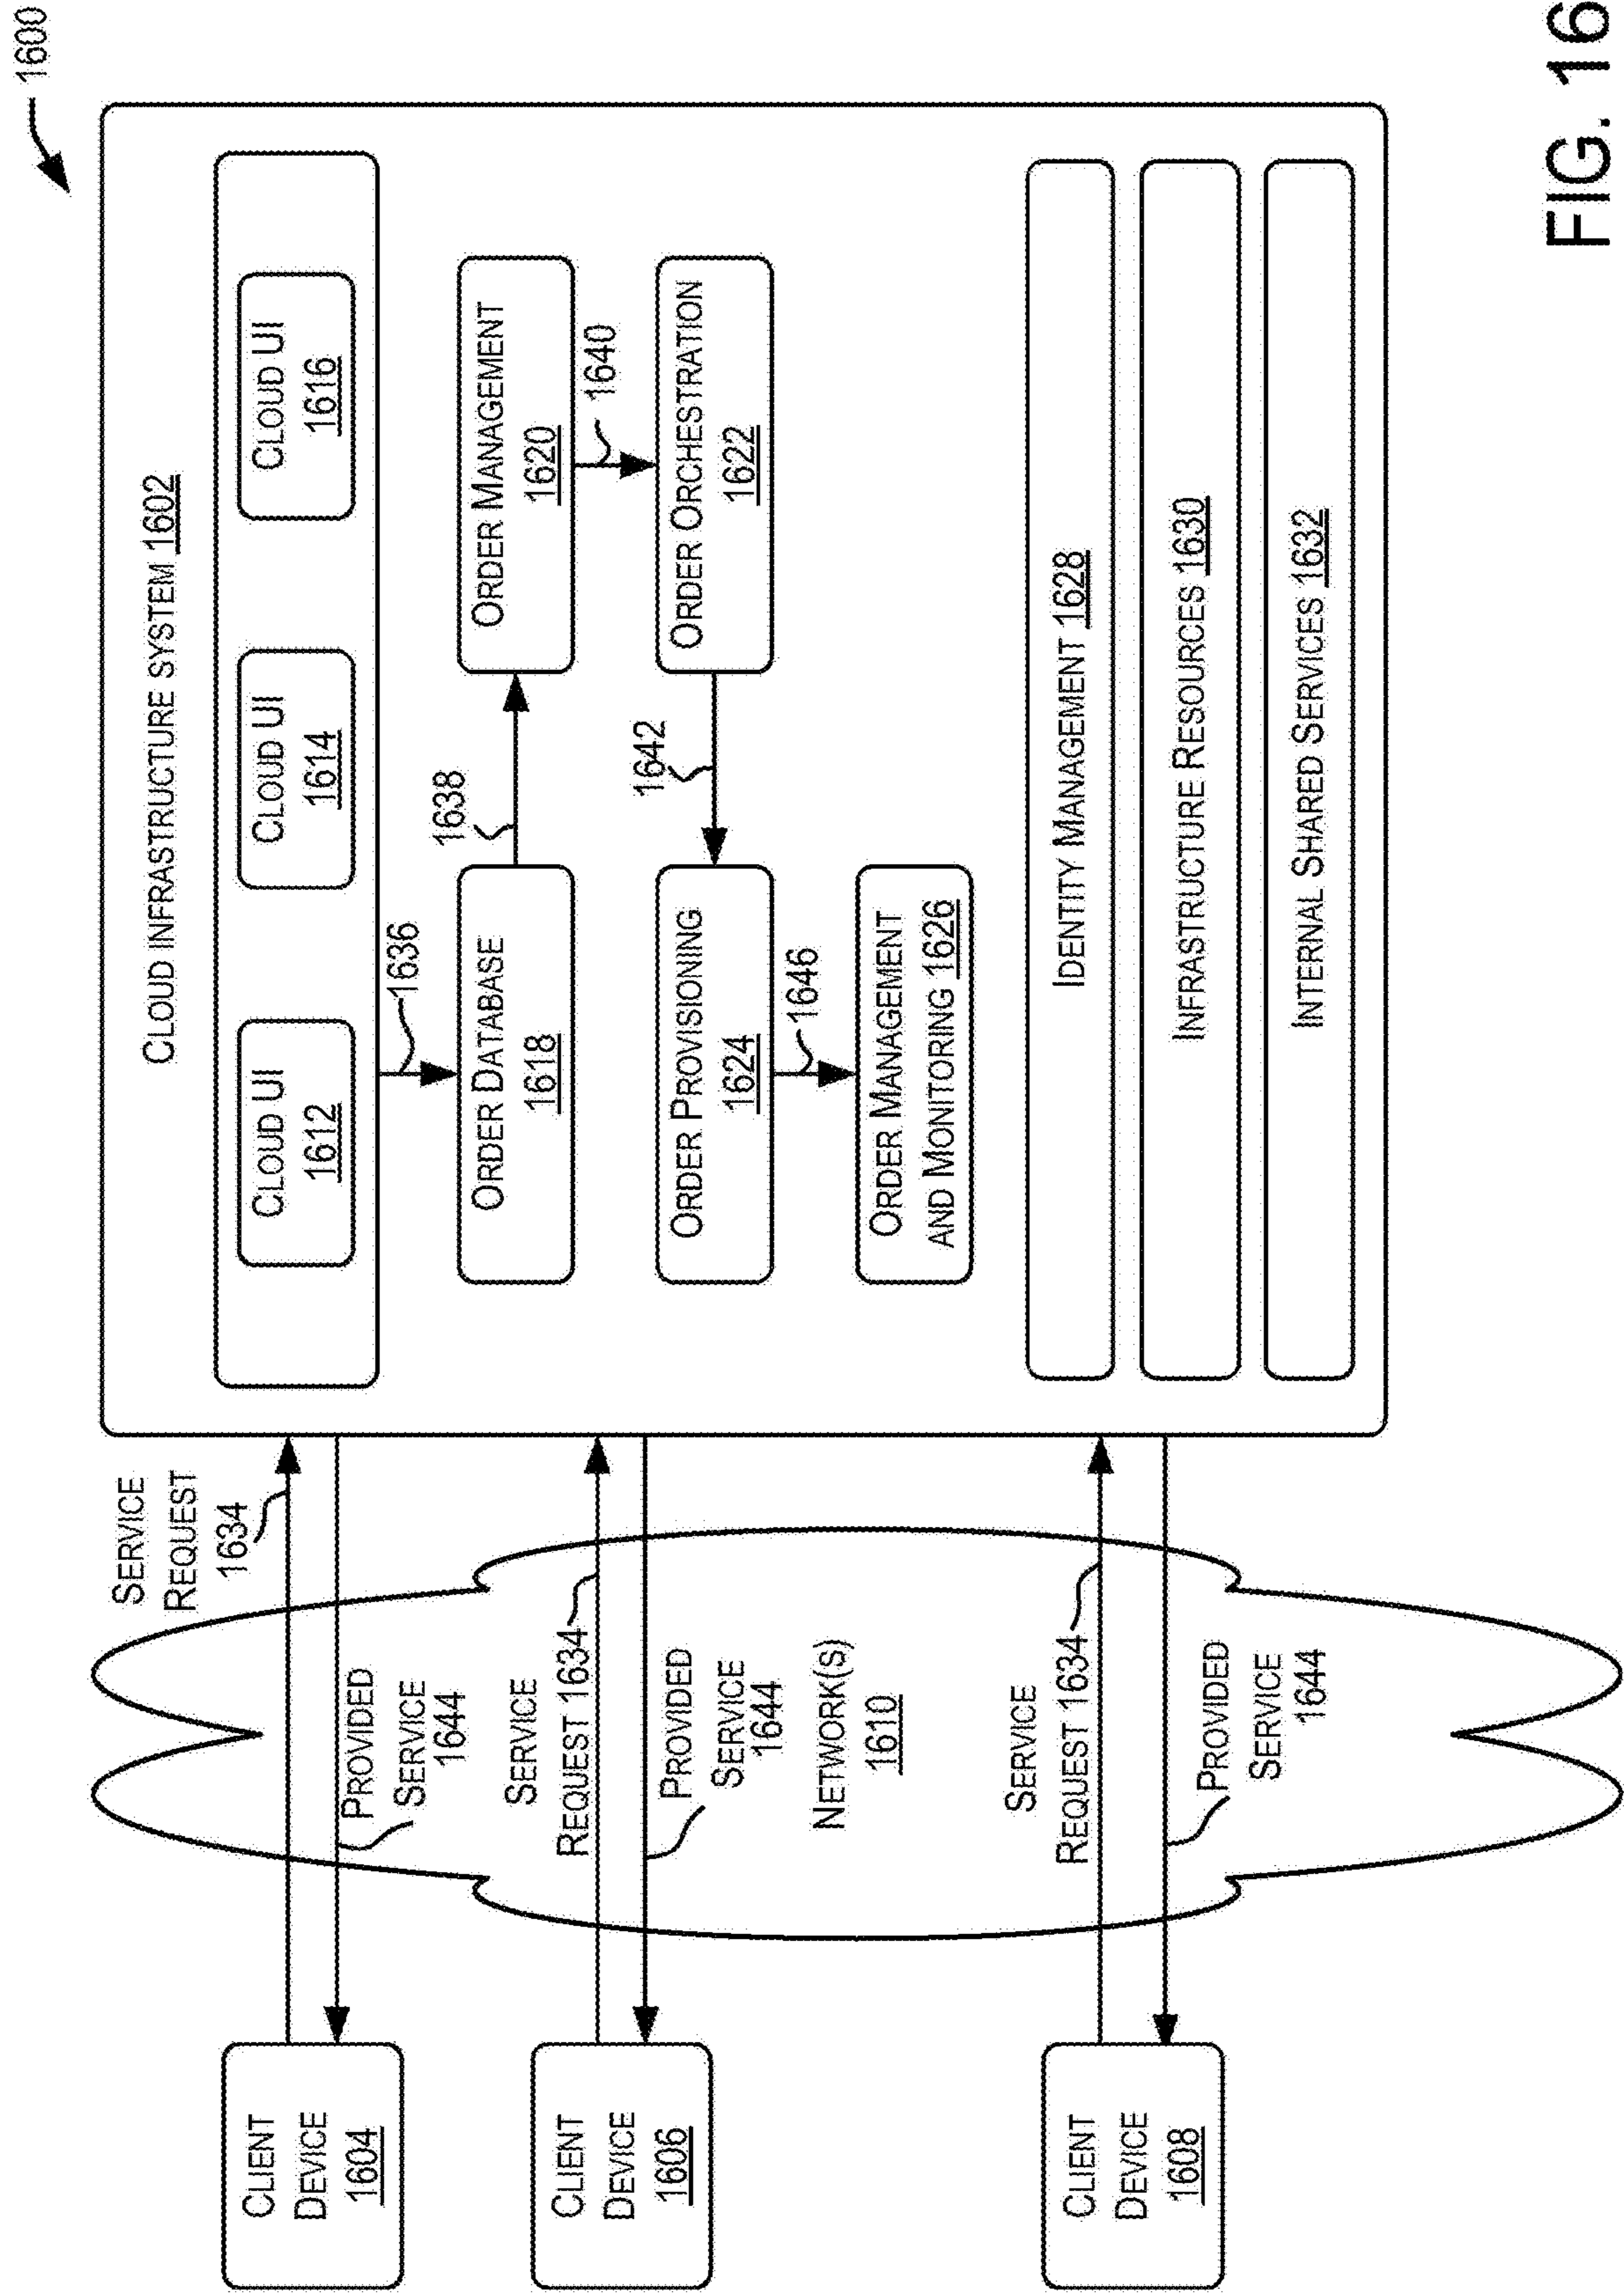 1600
CLOUD INFRASTRUCTURE SYSTEM 1602
CLOUD UI
1612
CLOUD UI
1614
CLOUD UI
1616
1636
ORDER DATABASE
1618
1638
ORDER MANAGEMENT
1620
1640
ORDER PROVISIONING
1624
1642
ORDER ORCHESTRATION
1622
1646
ORDER MANAGEMENT
AND MONITORING 1626
IDENTITY MANAGEMENT 1628
INFRASTRUCTURE RESOURCES 1630
INTERNAL SHARED SERVICES 1632
CLIENT
DEVICE
1604
SERVICE
REQUEST
1634
PROVIDED
SERVICE
1644
CLIENT
DEVICE
1606
SERVICE
REQUEST 1634
PROVIDED
SERVICE
1644
NETWORK(S)
1610
CLIENT
DEVICE
1608
SERVICE
REQUEST 1634
PROVIDED
SERVICE
1644
FIG. 16